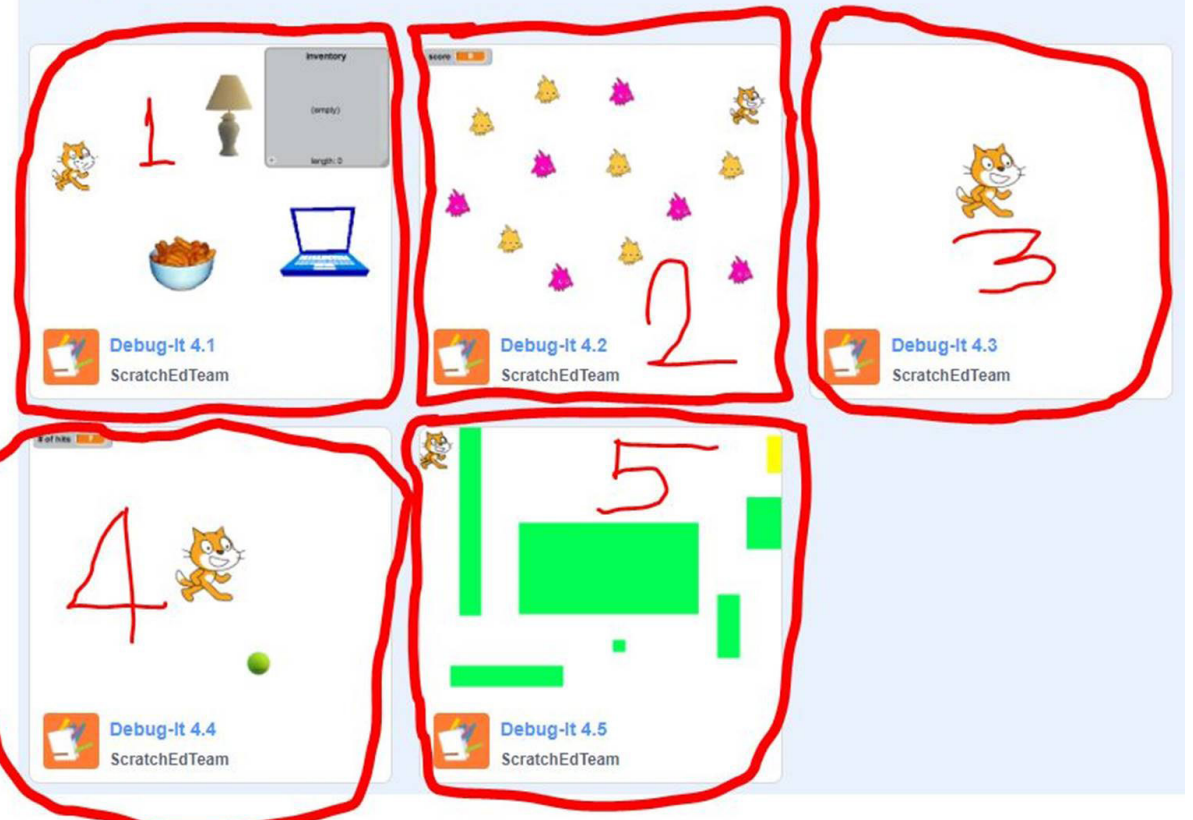 inventory
(empty)
length: 0
1
Debug-It 4.1
ScratchEdTeam
score
2
Debug-It 4.2
ScratchEdTeam
3
Debug-It 4.3
ScratchEdTeam
# of hits
4
Debug-It 4.4
ScratchEdTeam
5
Debug-It 4.5
ScratchEdTeam